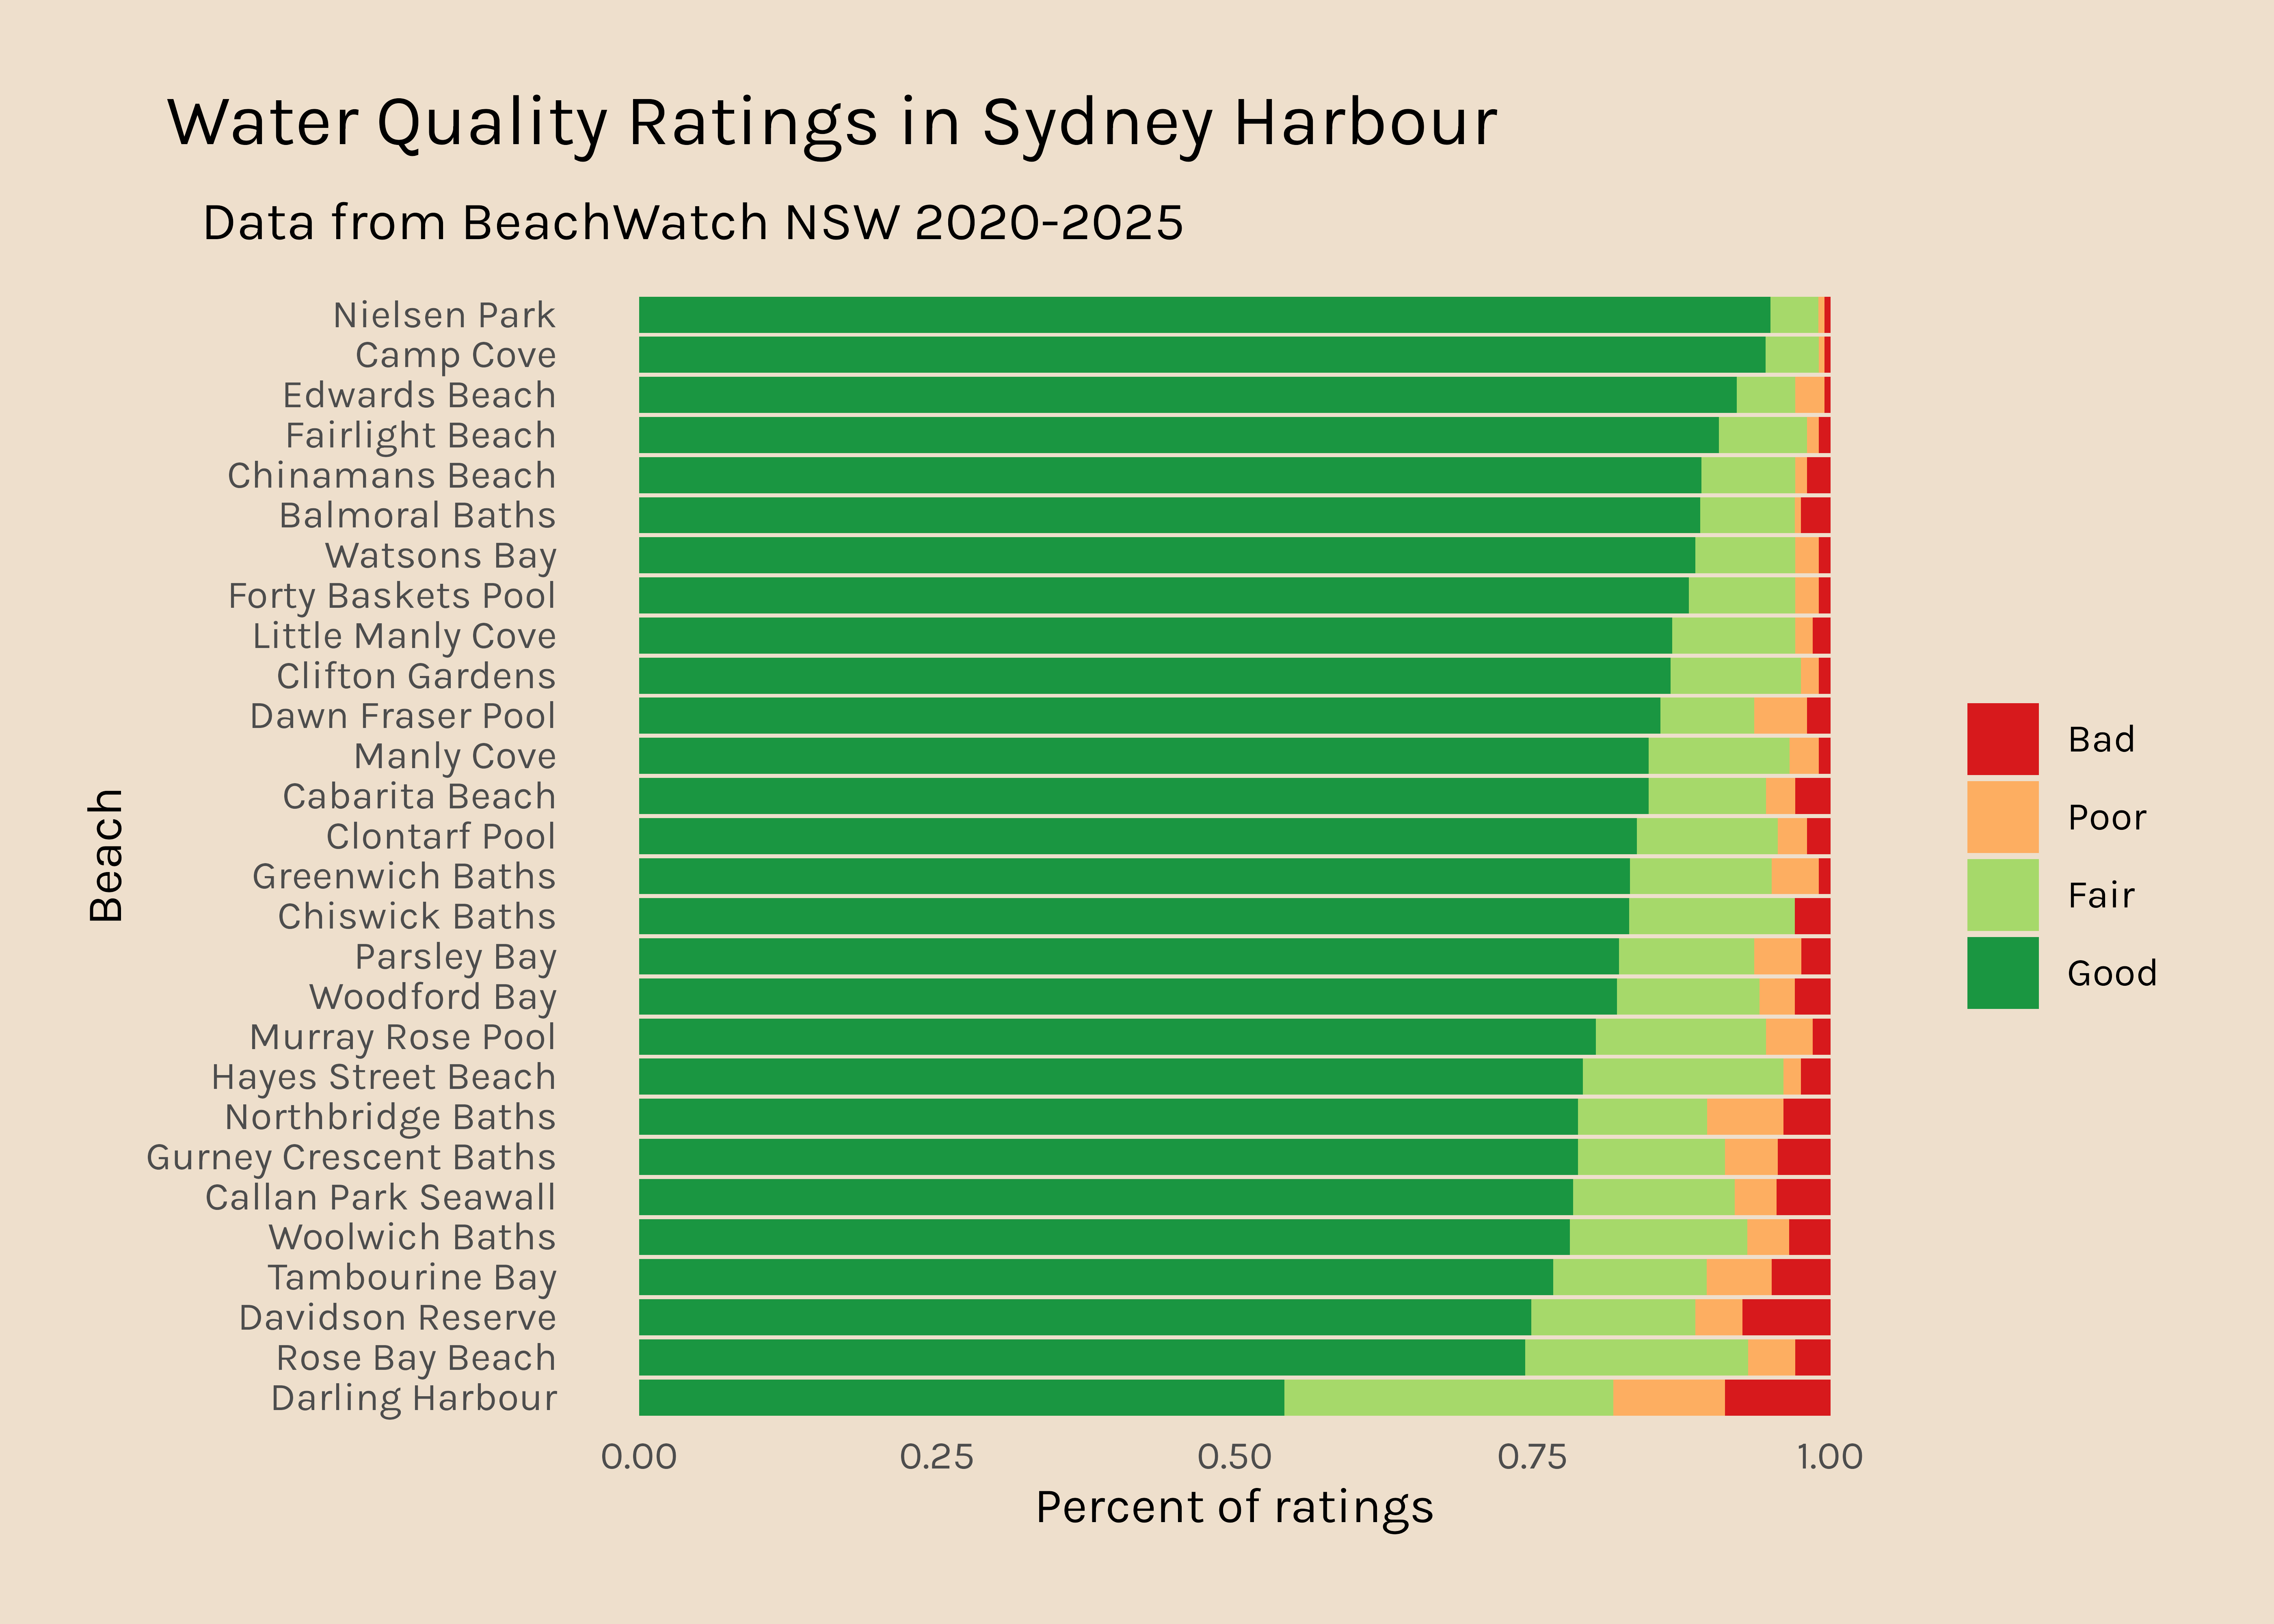 Water Quality Ratings in Sydney Harbour
Data from BeachWatch NSW 2020-2025
Beach
Nielsen Park
Camp Cove
Edwards Beach
Fairlight Beach
Chinamans Beach
Balmoral Baths
Watsons Bay
Forty Baskets Pool
Little Manly Cove
Clifton Gardens
Dawn Fraser Pool
Manly Cove
Cabarita Beach
Clontarf Pool
Greenwich Baths
Chiswick Baths
Parsley Bay
Woodford Bay
Murray Rose Pool
Hayes Street Beach
Northbridge Baths
Gurney Crescent Baths
Callan Park Seawall
Woolwich Baths
Tambourine Bay
Davidson Reserve
Rose Bay Beach
Darling Harbour
0.00 0.25 0.50 0.75 1.00
Percent of ratings
Bad
Poor
Fair
Good